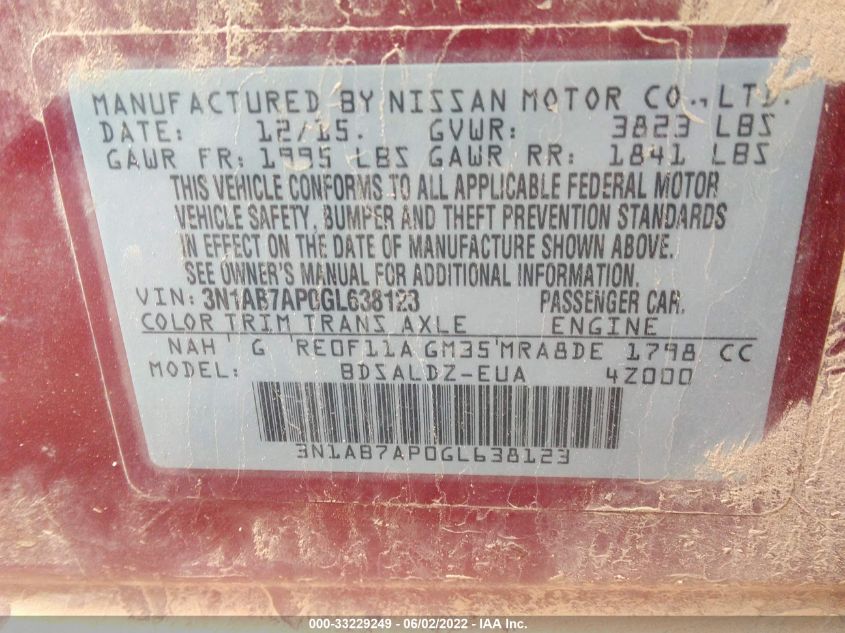 MANUFACTURED BY NISSAN MOTOR CO., LTD.
DATE: 12/15. GVWR: 3823 LBS
GAWR FR: 1995 LBS GAWR RR: 1841 LBS
THIS VEHICLE CONFORMS TO ALL APPLICABLE FEDERAL MOTOR
VEHICLE SAFETY, BUMPER AND THEFT PREVENTION STANDARDS
IN EFFECT ON THE DATE OF MANUFACTURE SHOWN ABOVE.
SEE OWNER'S MANUAL FOR ADDITIONAL INFORMATION.
VIN: 3N1AB7AP0GL638123 PASSENGER CAR.
COLOR TRIM TRANS AXLE ENGINE
NAH' G 'RE0F11A GM35'MRA8DE 1798 CC
MODEL: BDSALDZ-EUA 4Z000
3N1AB7AP0GL638123
000-33229249 - 06/02/2022 - IAA Inc.